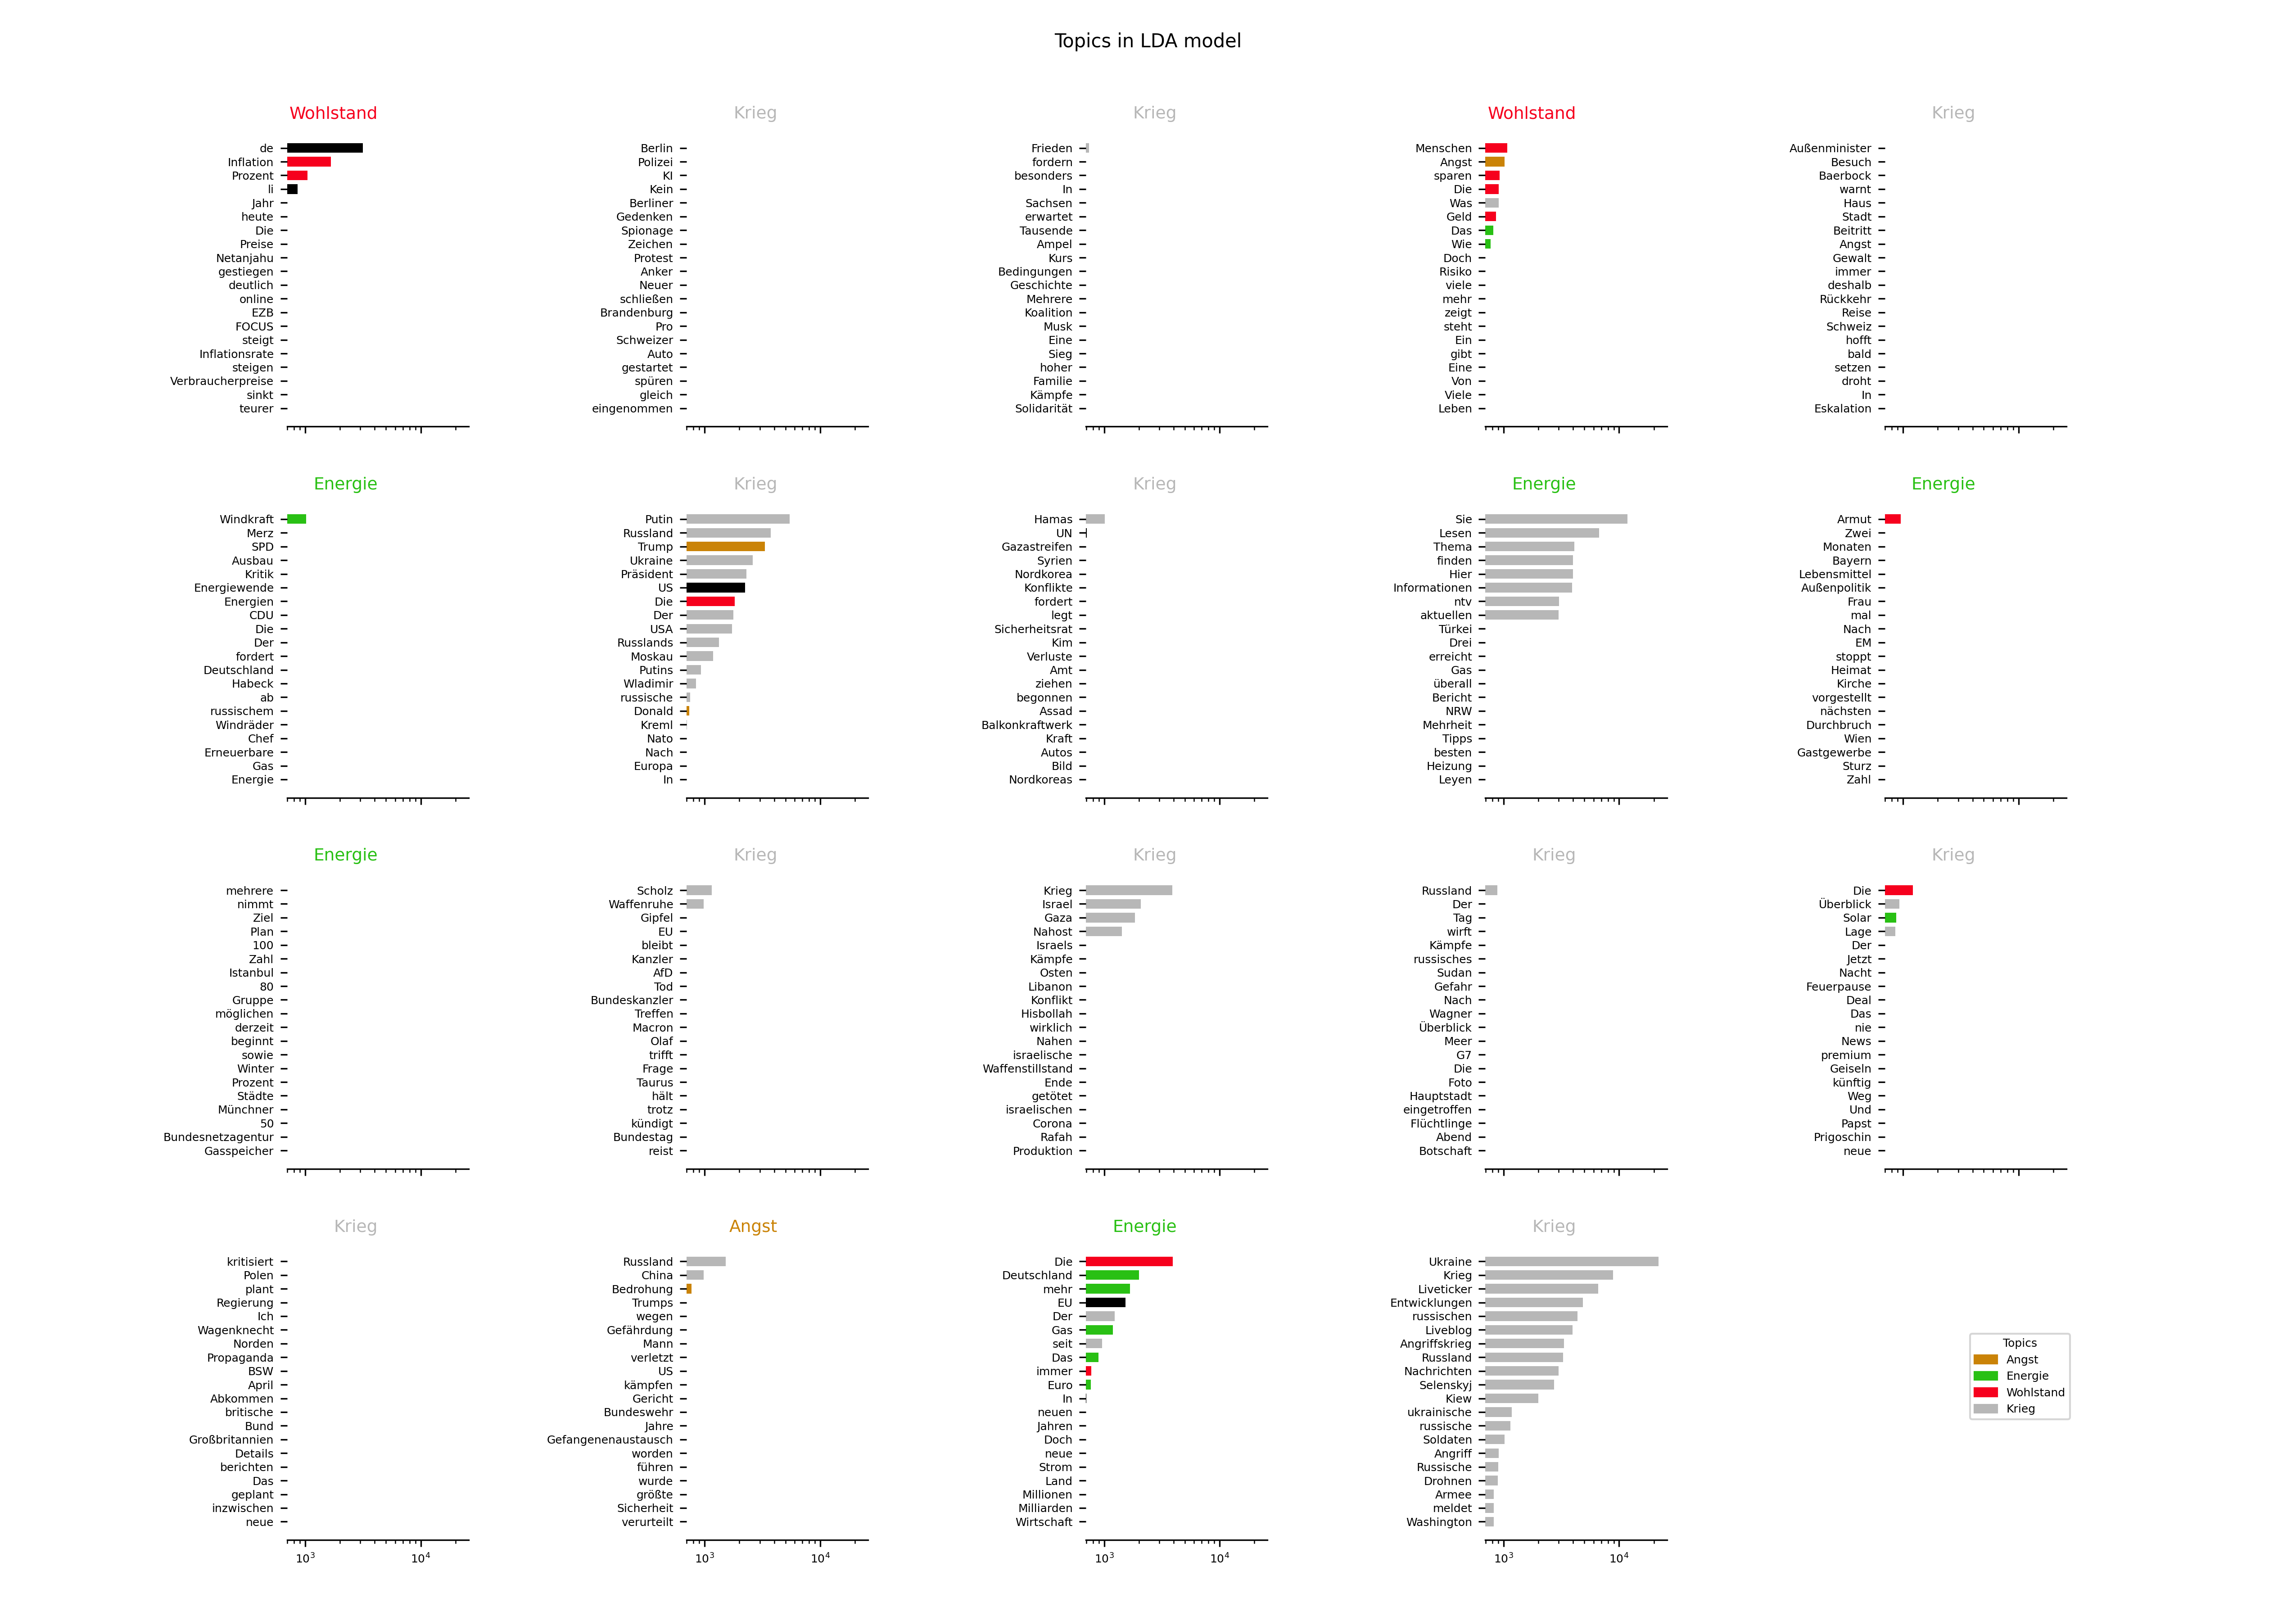 Topics in LDA model
Wohlstand
de
Inflation
Prozent
li
Jahr
heute
Die
Preise
Netanjahu
gestiegen
deutlich
online
EZB
FOCUS
steigt
Inflationsrate
steigen
Verbraucherpreise
sinkt
teurer
Krieg
Berlin
Polizei
KI
Kein
Berliner
Gedenken
Spionage
Zeichen
Protest
Anker
Neuer
schließen
Brandenburg
Pro
Schweizer
Auto
gestartet
spüren
gleich
eingenommen
Krieg
Frieden
fordern
besonders
In
Sachsen
erwartet
Tausende
Ampel
Kurs
Bedingungen
Geschichte
Mehrere
Koalition
Musk
Eine
Sieg
hoher
Familie
Kämpfe
Solidarität
Wohlstand
Menschen
Angst
sparen
Die
Was
Geld
Das
Wie
Doch
Risiko
viele
mehr
zeigt
steht
Ein
gibt
Eine
Von
Viele
Leben
Krieg
Außenminister
Besuch
Baerbock
warnt
Haus
Stadt
Beitritt
Angst
Gewalt
immer
deshalb
Rückkehr
Reise
Schweiz
hofft
bald
setzen
droht
In
Eskalation
Energie
Windkraft
Merz
SPD
Ausbau
Kritik
Energiewende
Energien
CDU
Die
Der
fordert
Deutschland
Habeck
ab
russischem
Windräder
Chef
Erneuerbare
Gas
Energie
Krieg
Putin
Russland
Trump
Ukraine
Präsident
US
Die
Der
USA
Russlands
Moskau
Putins
Wladimir
russische
Donald
Kreml
Nato
Nach
Europa
In
Krieg
Hamas
UN
Gazastreifen
Syrien
Nordkorea
Konflikte
fordert
legt
Sicherheitsrat
Kim
Verluste
Amt
ziehen
begonnen
Assad
Balkonkraftwerk
Kraft
Autos
Bild
Nordkoreas
Energie
Sie
Lesen
Thema
finden
Hier
Informationen
ntv
aktuellen
Türkei
Drei
erreicht
Gas
überall
Bericht
NRW
Mehrheit
Tipps
besten
Heizung
Leyen
Energie
Armut
Zwei
Monaten
Bayern
Lebensmittel
Außenpolitik
Frau
mal
Nach
EM
stoppt
Heimat
Kirche
vorgestellt
nächsten
Durchbruch
Wien
Gastgewerbe
Sturz
Zahl
Energie
mehrere
nimmt
Ziel
Plan
100
Zahl
Istanbul
80
Gruppe
möglichen
derzeit
beginnt
sowie
Winter
Prozent
Städte
Münchner
50
Bundesnetzagentur
Gasspeicher
Krieg
Scholz
Waffenruhe
Gipfel
EU
bleibt
Kanzler
AfD
Tod
Bundeskanzler
Treffen
Macron
Olaf
trifft
Frage
Taurus
hält
trotz
kündigt
Bundestag
reist
Krieg
Krieg
Israel
Gaza
Nahost
Israels
Kämpfe
Osten
Libanon
Konflikt
Hisbollah
wirklich
Nahen
israelische
Waffenstillstand
Ende
getötet
israelischen
Corona
Rafah
Produktion
Krieg
Russland
Der
Tag
wirft
Kämpfe
russisches
Sudan
Gefahr
Nach
Wagner
Überblick
Meer
G7
Die
Foto
Hauptstadt
eingetroffen
Flüchtlinge
Abend
Botschaft
Krieg
Die
Überblick
Solar
Lage
Der
Jetzt
Nacht
Feuerpause
Deal
Das
nie
News
premium
Geiseln
künftig
Weg
Und
Papst
Prigoschin
neue
Krieg
kritisiert
Polen
plant
Regierung
Ich
Wagenknecht
Norden
Propaganda
BSW
April
Abkommen
britische
Bund
Großbritannien
Details
berichten
Das
geplant
inzwischen
neue
10³ 10⁴
Angst
Russland
China
Bedrohung
Trumps
wegen
Gefährdung
Mann
verletzt
US
kämpfen
Gericht
Bundeswehr
Jahre
Gefangenenaustausch
worden
führen
wurde
größte
Sicherheit
verurteilt
10³ 10⁴
Energie
Die
Deutschland
mehr
EU
Der
Gas
seit
Das
immer
Euro
In
neuen
Jahren
Doch
neue
Strom
Land
Millionen
Milliarden
Wirtschaft
10³ 10⁴
Krieg
Ukraine
Krieg
Liveticker
Entwicklungen
russischen
Liveblog
Angriffskrieg
Russland
Nachrichten
Selenskyj
Kiew
ukrainische
russische
Soldaten
Angriff
Russische
Drohnen
Armee
meldet
Washington
10³ 10⁴
Topics
Angst
Energie
Wohlstand
Krieg